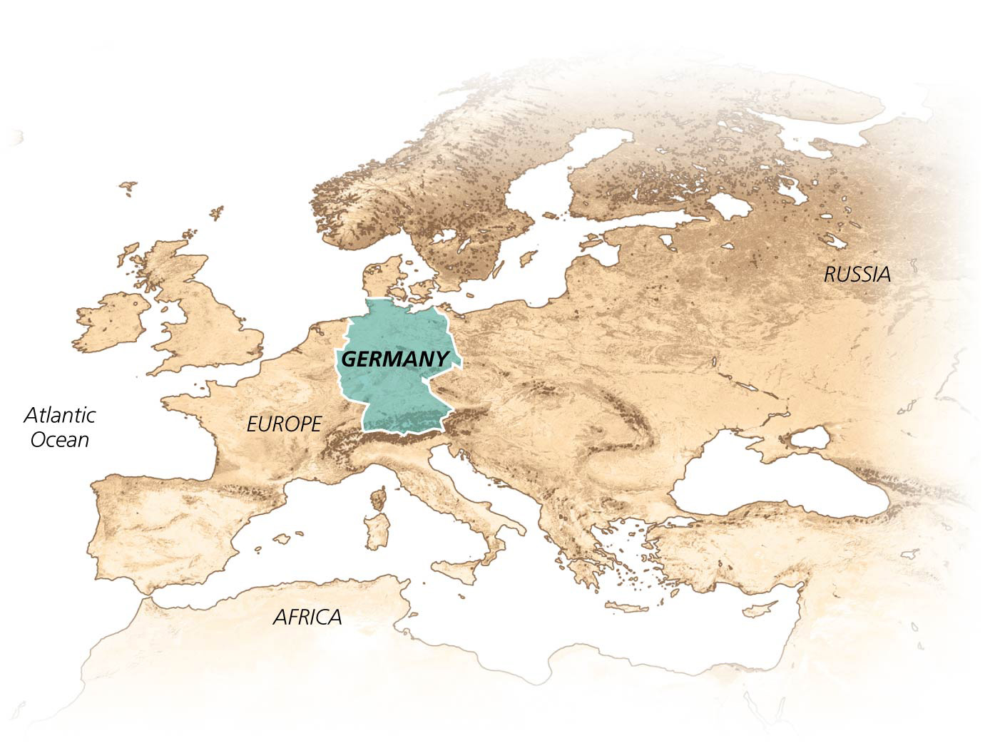 RUSSIA
GERMANY
Atlantic
Ocean
EUROPE
AFRICA